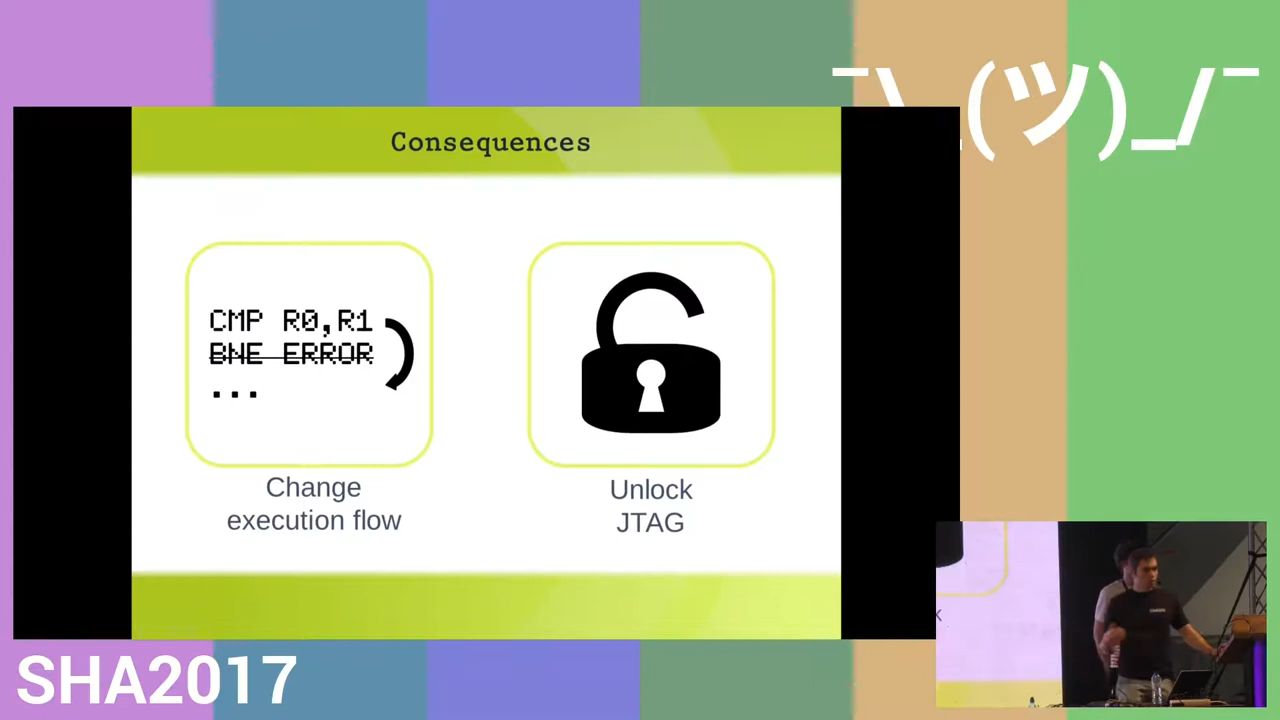 ¯\_(ツ)_/¯
Consequences
CMP R0,R1
BNE ERROR
...
Change
execution flow
Unlock
JTAG
SHA2017